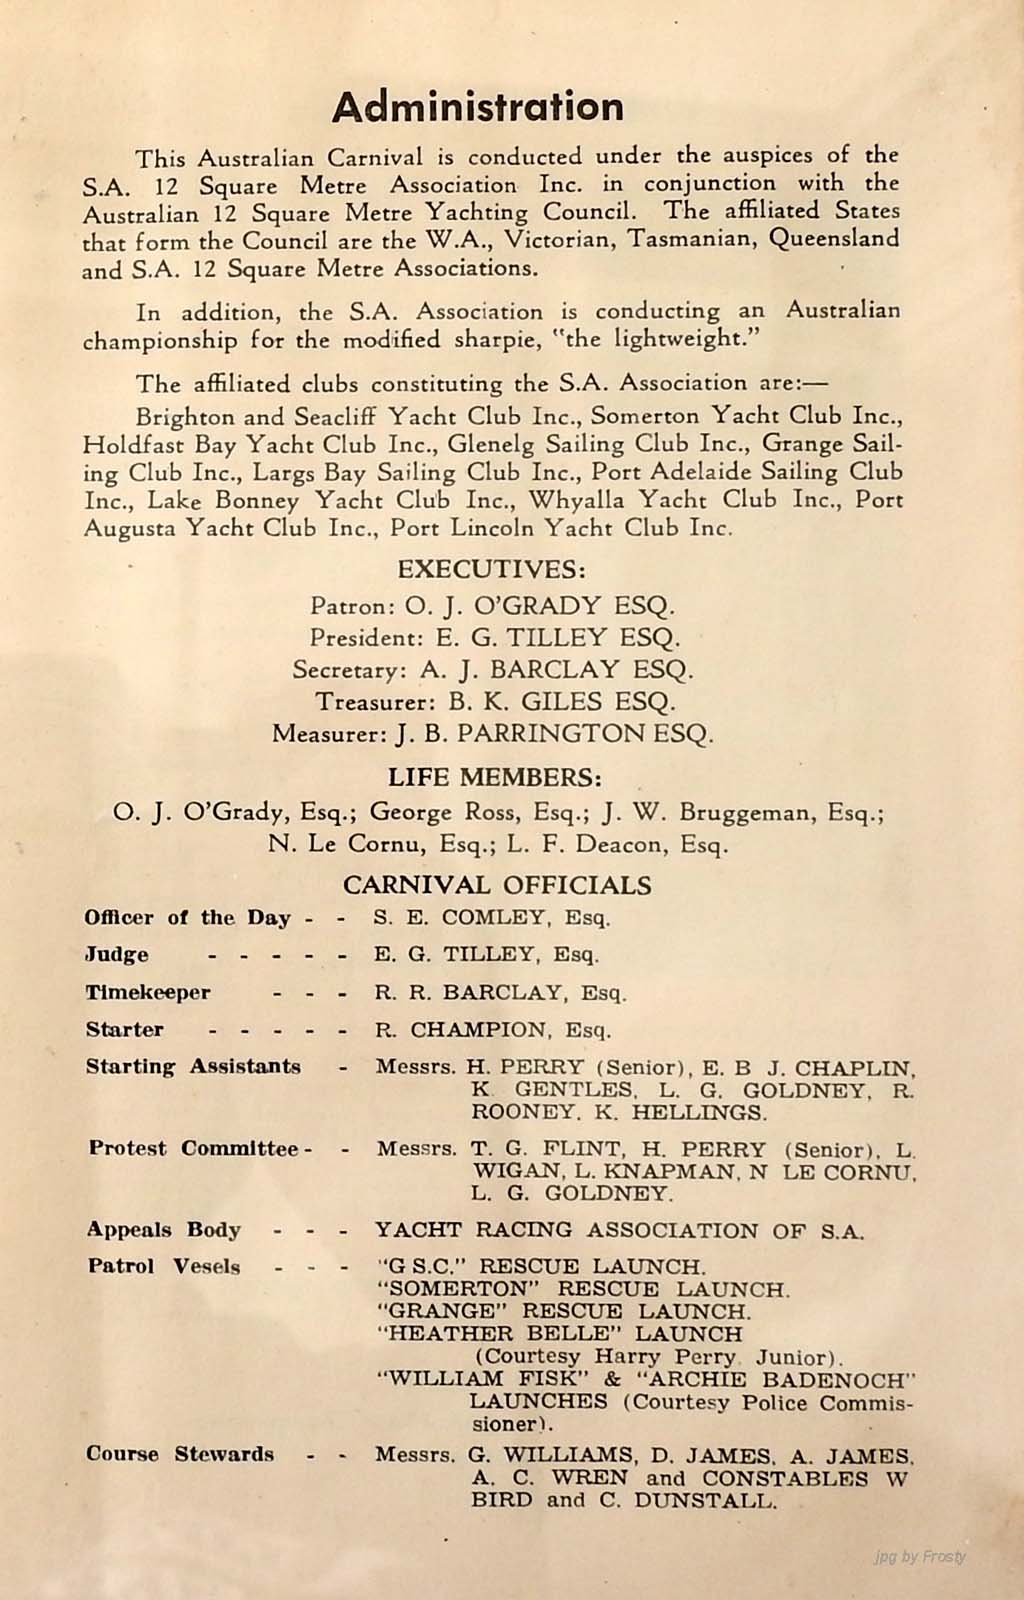 Administration
This Australian Carnival is conducted under the auspices of the
S.A. 12 Square Metre Association Inc. in conjunction with the
Australian 12 Square Metre Yachting Council. The affiliated States
that form the Council are the W.A., Victorian, Tasmanian, Queensland
and S.A. 12 Square Metre Associations.
In addition, the S.A. Association is conducting an Australian
championship for the modified sharpie, "the lightweight."
The affiliated clubs constituting the S.A. Association are:—
Brighton and Seacliff Yacht Club Inc., Somerton Yacht Club Inc.,
Holdfast Bay Yacht Club Inc., Glenelg Sailing Club Inc., Grange Sail-
ing Club Inc., Largs Bay Sailing Club Inc., Port Adelaide Sailing Club
Inc., Lake Bonney Yacht Club Inc., Whyalla Yacht Club Inc., Port
Augusta Yacht Club Inc., Port Lincoln Yacht Club Inc.
EXECUTIVES:
Patron: O. J. O'GRADY ESQ.
President: E. G. TILLEY ESQ.
Secretary: A. J. BARCLAY ESQ.
Treasurer: B. K. GILES ESQ.
Measurer: J. B. PARRINGTON ESQ.
LIFE MEMBERS:
O. J. O'Grady, Esq.; George Ross, Esq.; J. W. Bruggeman, Esq.;
N. Le Cornu, Esq.; L. F. Deacon, Esq.
CARNIVAL OFFICIALS
Officer of the Day - - S. E. COMLEY, Esq.
Judge - - - - - E. G. TILLEY, Esq.
Timekeeper - - - R. R. BARCLAY, Esq.
Starter - - - - - R. CHAMPION, Esq.
Starting Assistants - Messrs. H. PERRY (Senior), E. B J. CHAPLIN,
K. GENTLES, L. G. GOLDNEY, R.
ROONEY, K. HELLINGS.
Protest Committee - - Messrs. T. G. FLINT, H. PERRY (Senior), L.
WIGAN, L. KNAPMAN, N LE CORNU,
L. G. GOLDNEY.
Appeals Body - - - YACHT RACING ASSOCIATION OF S.A.
Patrol Vesels - - - "G S.C." RESCUE LAUNCH.
"SOMERTON" RESCUE LAUNCH.
"GRANGE" RESCUE LAUNCH.
"HEATHER BELLE" LAUNCH
(Courtesy Harry Perry Junior).
"WILLIAM FISK" & "ARCHIE BADENOCH"
LAUNCHES (Courtesy Police Commis-
sioner).
Course Stewards - - Messrs. G. WILLIAMS, D. JAMES, A. JAMES,
A. C. WREN and CONSTABLES W
BIRD and C. DUNSTALL.
jpg by Frosty